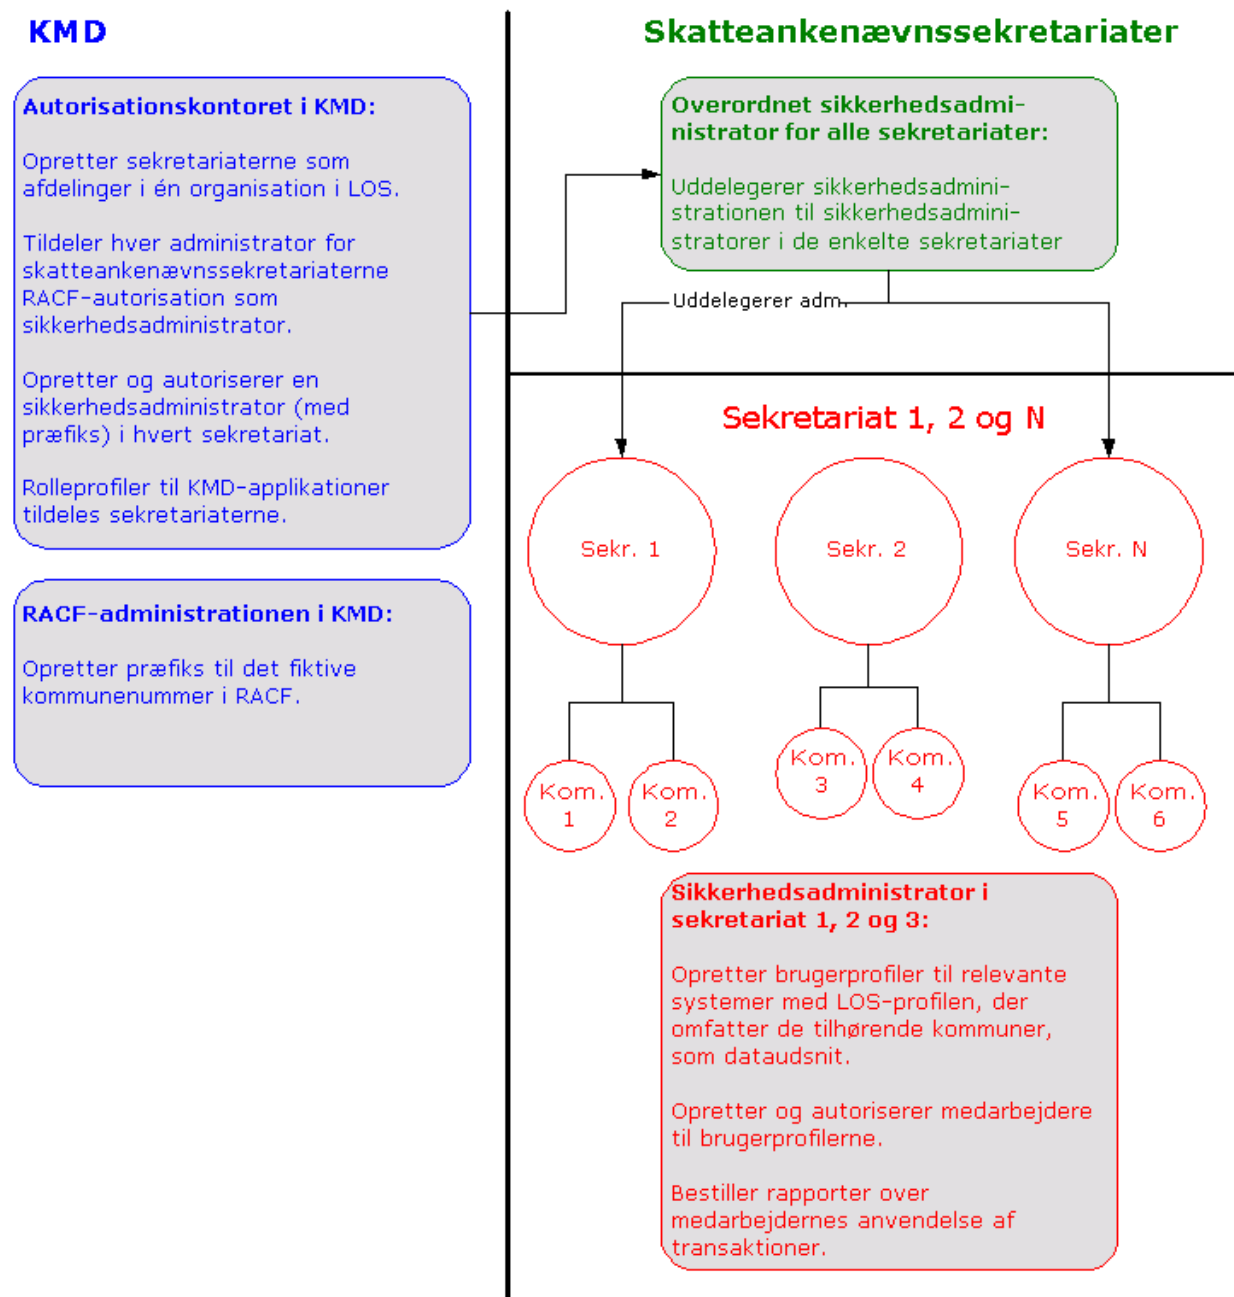 KMD
Autorisationskontoret i KMD:
Opretter sekretariaterne som
afdelinger i én organisation i LOS.
Tildeler hver administrator for
skatteankenævnssekretariaterne
RACF-autorisation som
sikkerhedsadministrator.
Opretter og autoriserer en
sikkerhedsadministrator (med
præfiks) i hvert sekretariat.
Rolleprofiler til KMD-applikationer
tildeles sekretariaterne.
RACF-administrationen i KMD:
Opretter præfiks til det fiktive
kommunenummer i RACF.
Skatteankenævnssekretariater
Overordnet sikkerhedsadmi-
nistrator for alle sekretariater:
Uddelegerer sikkerhedsadmini-
strationen til sikkerhedsadmini-
stratorer i de enkelte sekretariater
Uddelegerer adm.
Sekretariat 1, 2 og N
Sekr. 1
Sekr. 2
Sekr. N
Kom.
1
Kom.
2
Kom.
3
Kom.
4
Kom.
5
Kom.
6
Sikkerhedsadministrator i
sekretariat 1, 2 og 3:
Opretter brugerprofiler til relevante
systemer med LOS-profilen, der
omfatter de tilhørende kommuner,
som dataudsnit.
Opretter og autoriserer medarbejdere
til brugerprofilerne.
Bestiller rapporter over
medarbejdernes anvendelse af
transaktioner.